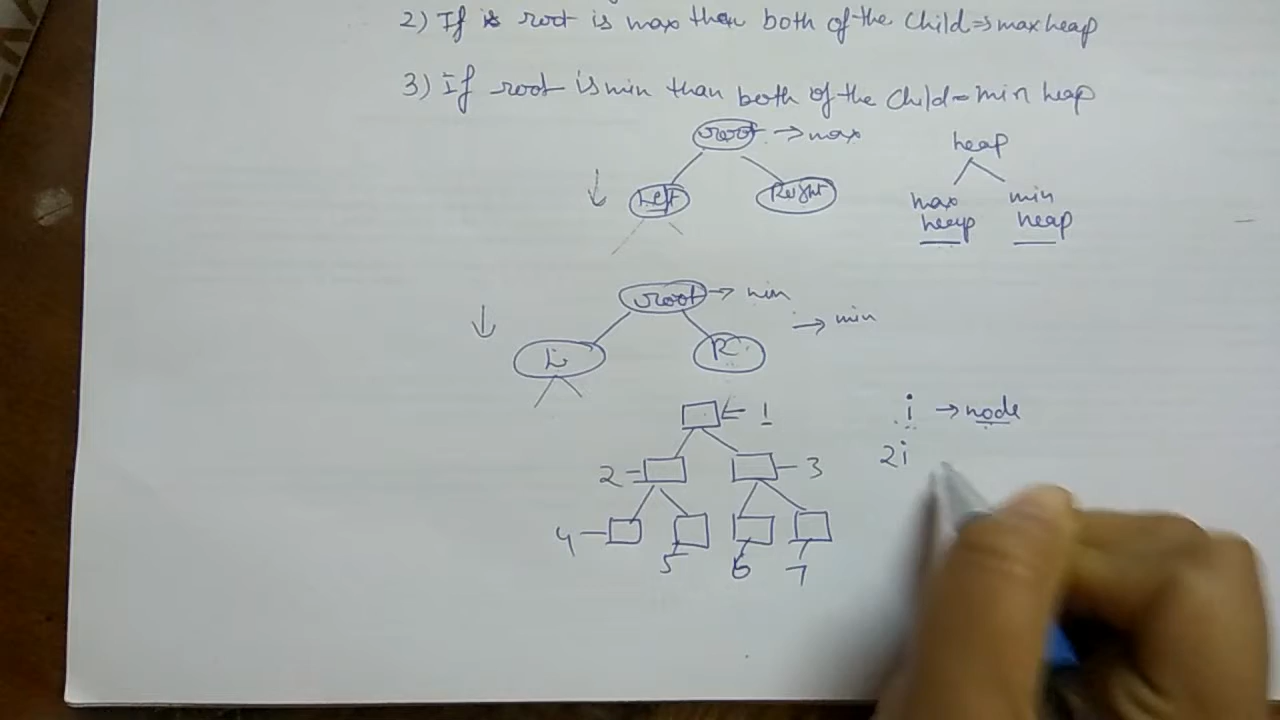 2) If is root is max than both of the child => max heap
3) If root is min than both of the child = min heap
root → max
heap
Left
Right
max
heap
min
heap
root → min
→ min
L
R
1
i → node
2i
2
3
4
5
6
7